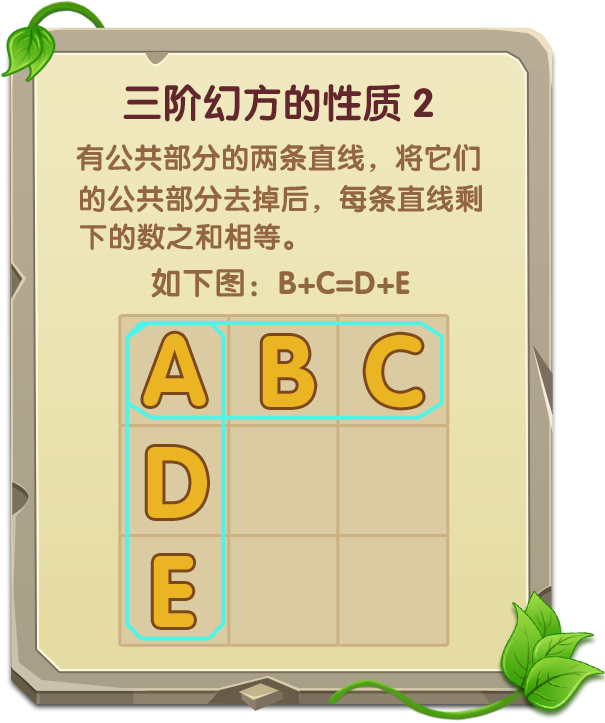 三阶幻方的性质 2
有公共部分的两条直线，将它们
的公共部分去掉后，每条直线剩
下的数之和相等。
如下图：B+C=D+E
A B C
D
E